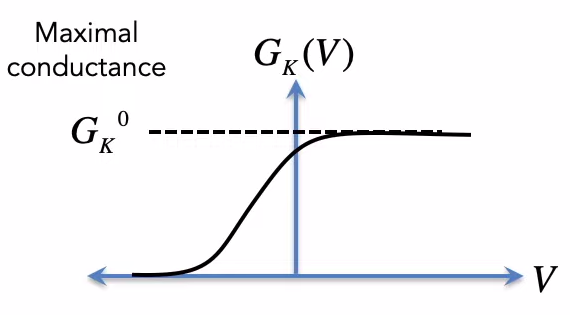 Maximal
conductance
G_K(V)
G_K^0
V